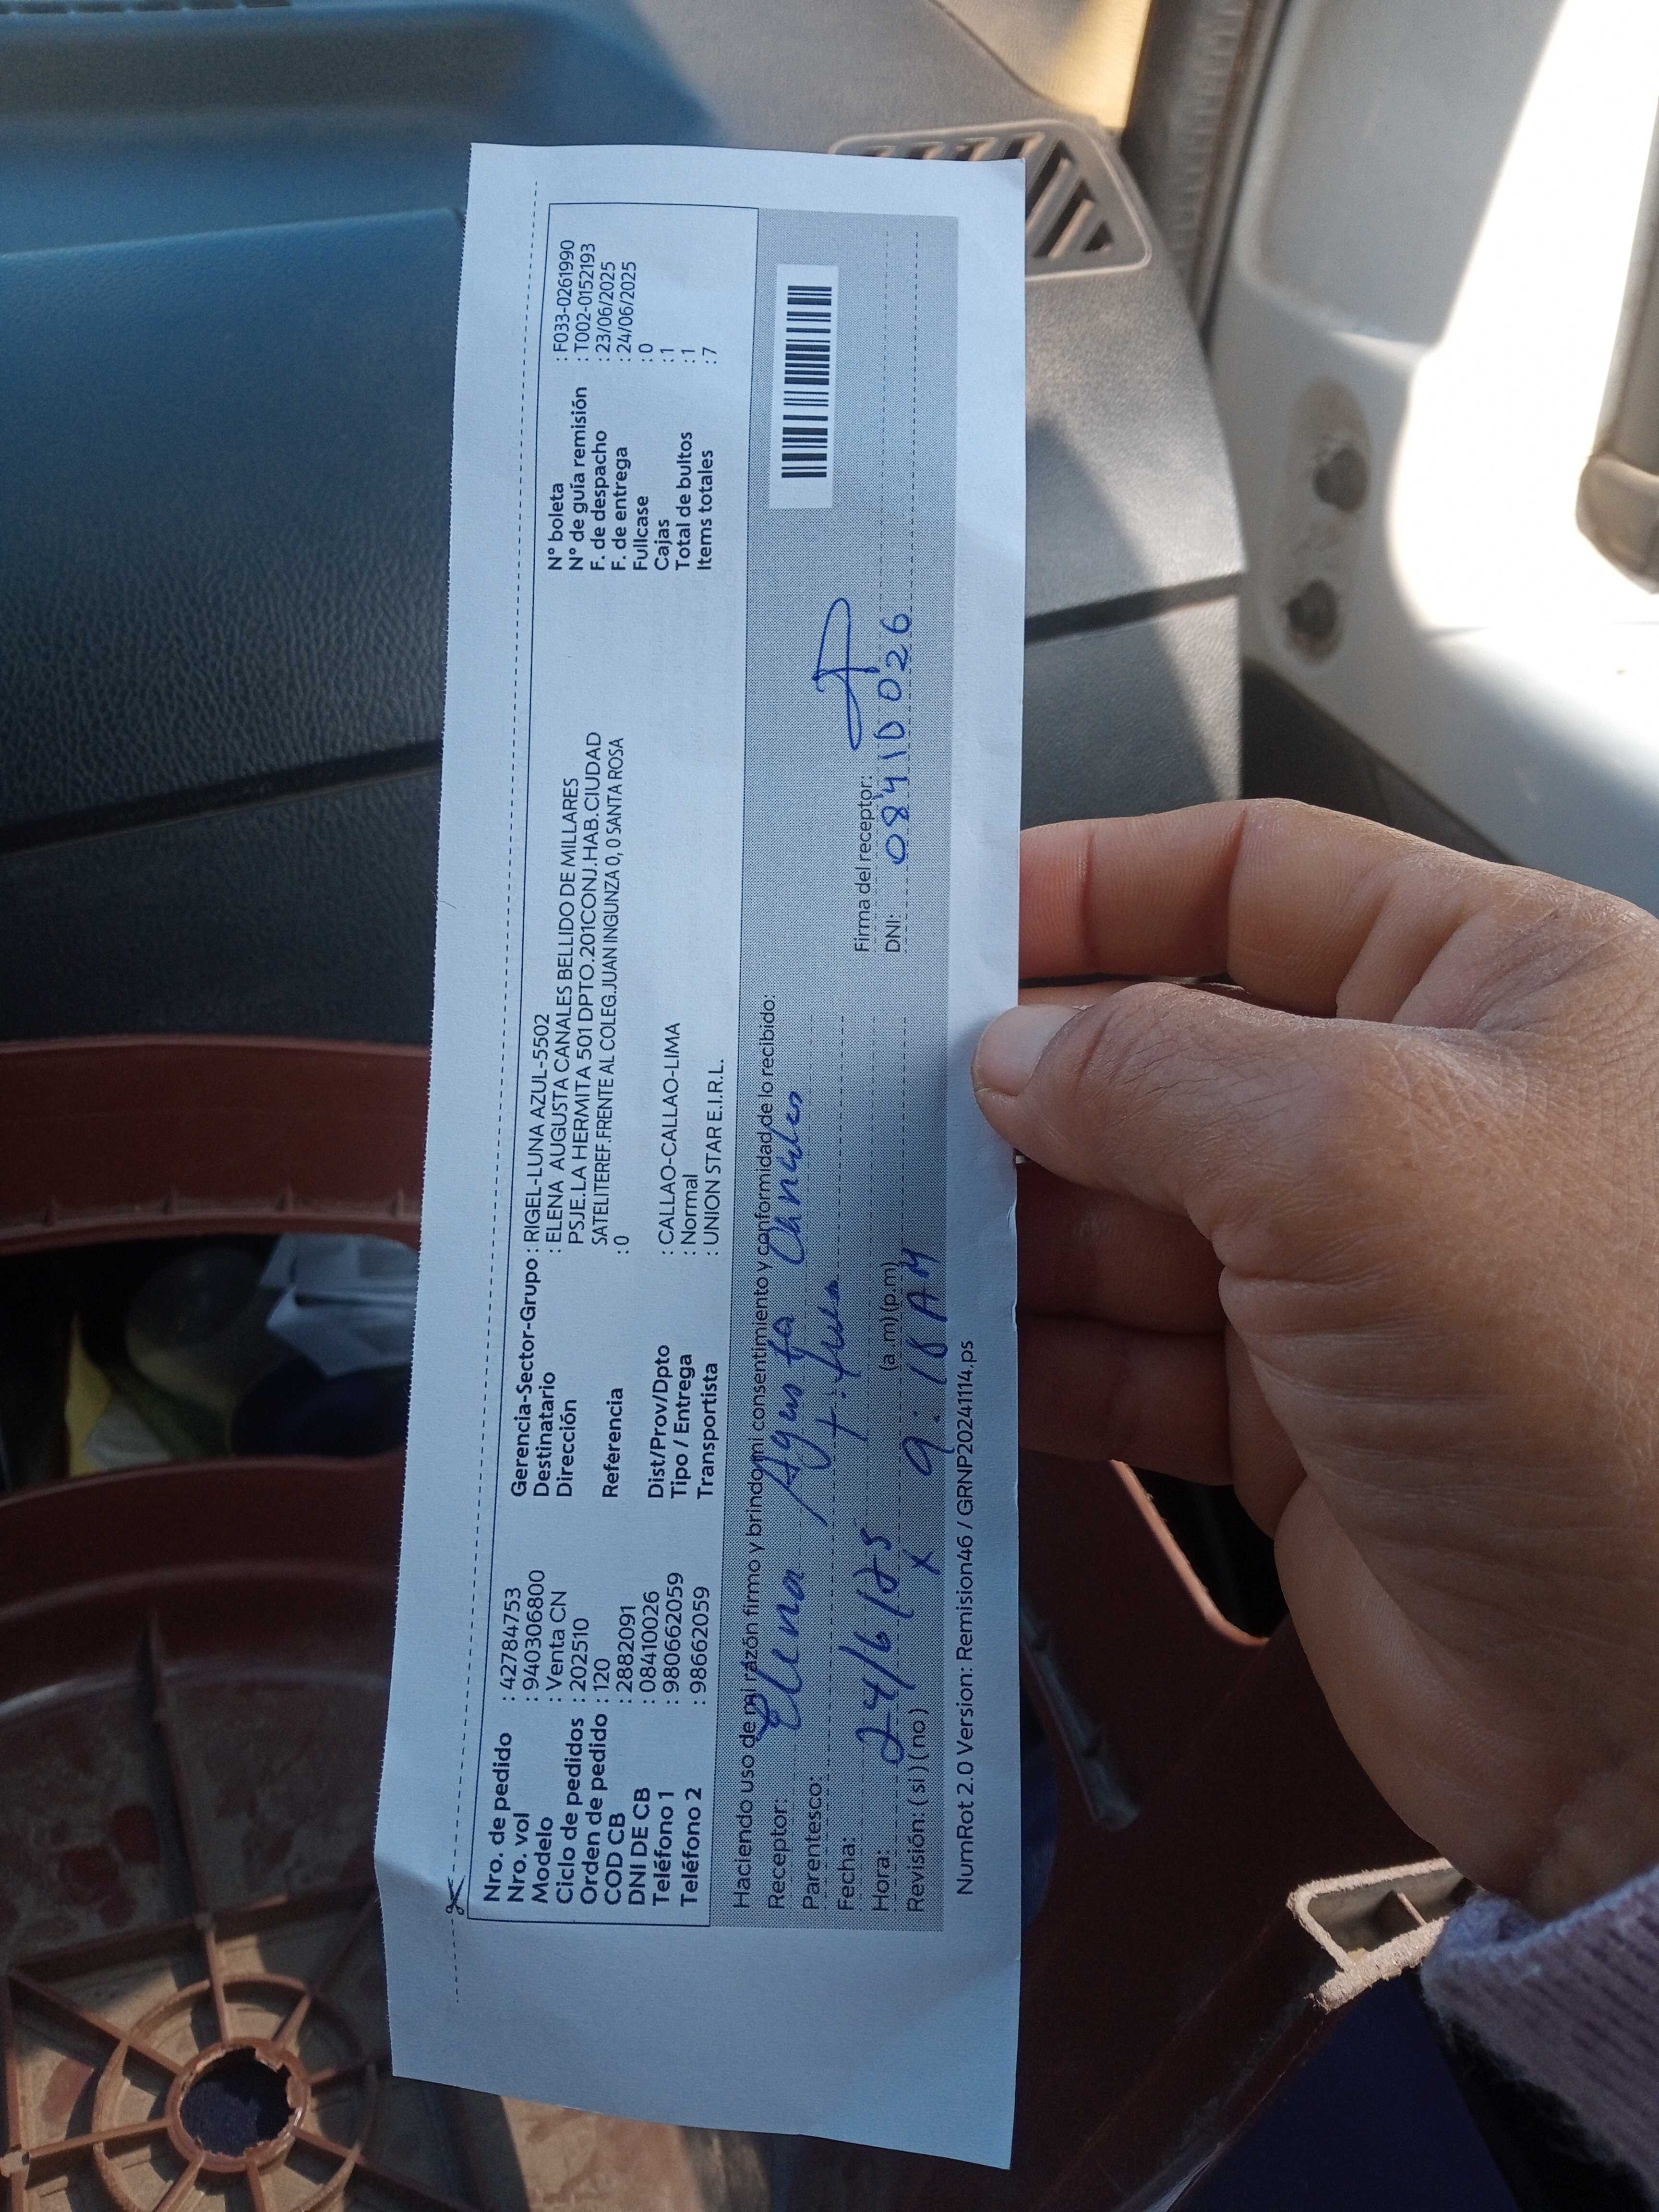 Nro. de pedido : 42784753
Nro. vol : 940306800
Modelo : Venta CN
Ciclo de pedidos : 202510
Orden de pedido : 120
COD CB : 2882091
DNI DE CB : 08410026
Teléfono 1 : 980662059
Teléfono 2 : 98662059
Gerencia-Sector-Grupo : RIGEL-LUNA AZUL-5502
Destinatario : ELENA AUGUSTA CANALES BELLIDO DE MILLARES
Dirección PSJE.LA HERMITA 501 DPTO.201CONJ.HAB.CIUDAD
SATELITEREF.FRENTE AL COLEG.JUAN INGUNZA 0, 0 SANTA ROSA
Referencia : 0
Dist/Prov/Dpto : CALLAO-CALLAO-LIMA
Tipo / Entrega : Normal
Transportista : UNION STAR E.I.R.L.
N° boleta : F033-0261990
N° de guía remisión : T002-0152193
F. de despacho : 23/06/2025
F. de entrega : 24/06/2025
Fullcase : 0
Cajas : 1
Total de bultos : 1
Items totales : 7
Haciendo uso de mi razón firmo y brindo mi consentimiento y conformidad de lo recibido:
Receptor: Elena Agusta Canales
Parentesco: titular
Fecha: 24/6/25
Hora: 9:18 AM (a.m) (p.m)
Revisión: ( si ) ( no ) x
Firma del receptor:
DNI: 08410026
NumRot 2.0 Version: Remision46 / GRNP20241114.ps